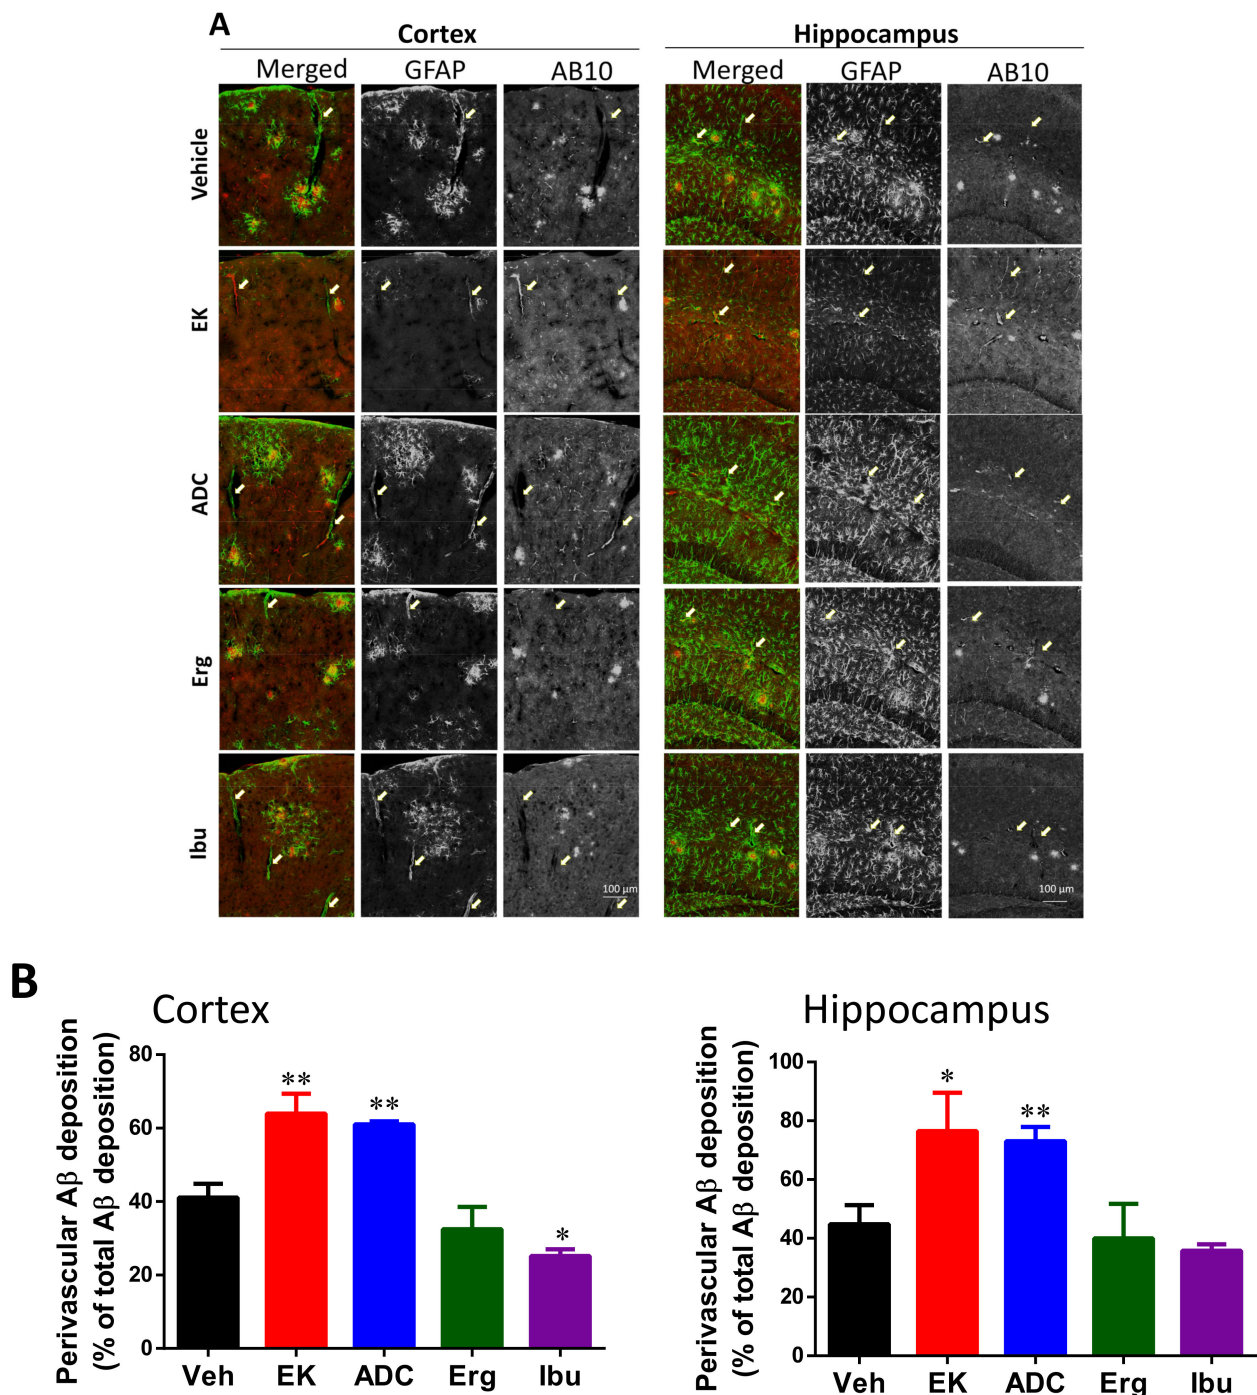 A
Cortex
Hippocampus
Merged GFAP AB10
Merged GFAP AB10
Vehicle
EK
ADC
Erg
Ibu
100 µm
100 µm
B
Cortex
Perivascular Aβ deposition
(% of total Aβ deposition)
80
60
40
20
0
**
**
*
Veh EK ADC Erg Ibu
Hippocampus
Perivascular Aβ deposition
(% of total Aβ deposition)
100
80
60
40
20
0
*
**
Veh EK ADC Erg Ibu